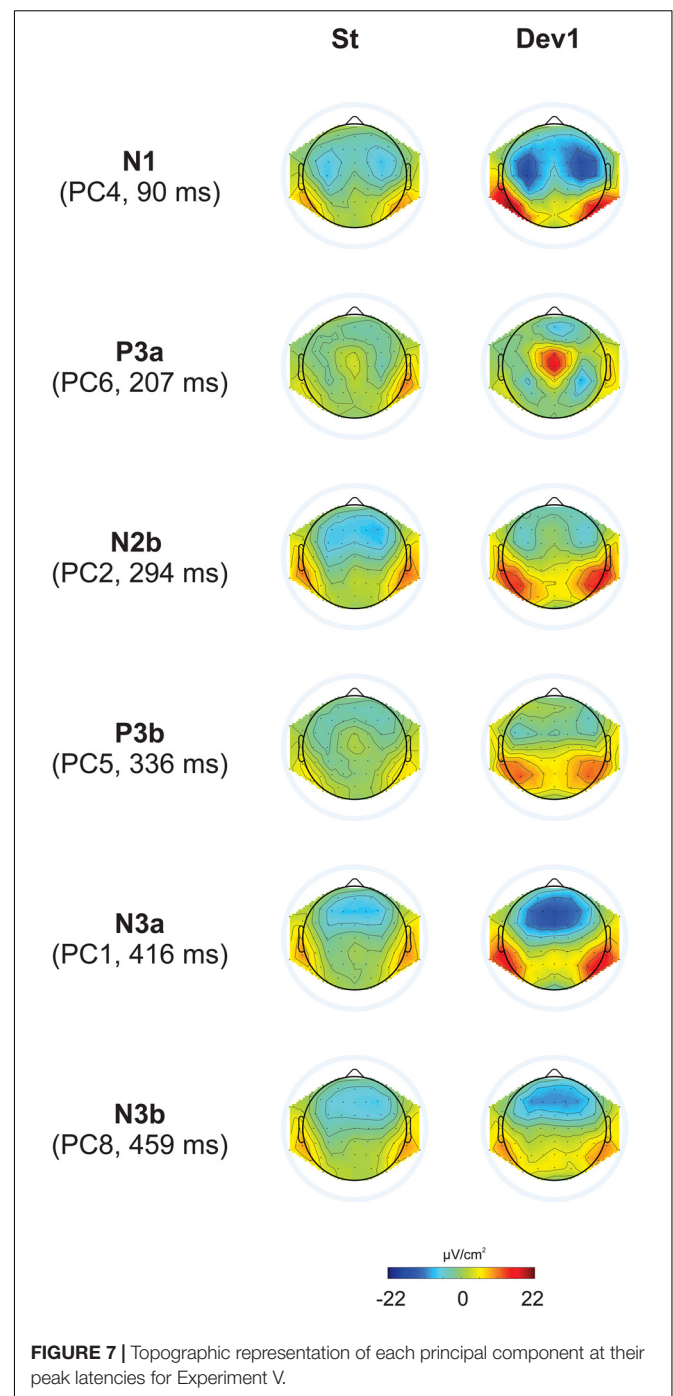 St Dev1
N1
(PC4, 90 ms)
P3a
(PC6, 207 ms)
N2b
(PC2, 294 ms)
P3b
(PC5, 336 ms)
N3a
(PC1, 416 ms)
N3b
(PC8, 459 ms)
μV/cm²
-22 0 22
FIGURE 7 | Topographic representation of each principal component at their
peak latencies for Experiment V.